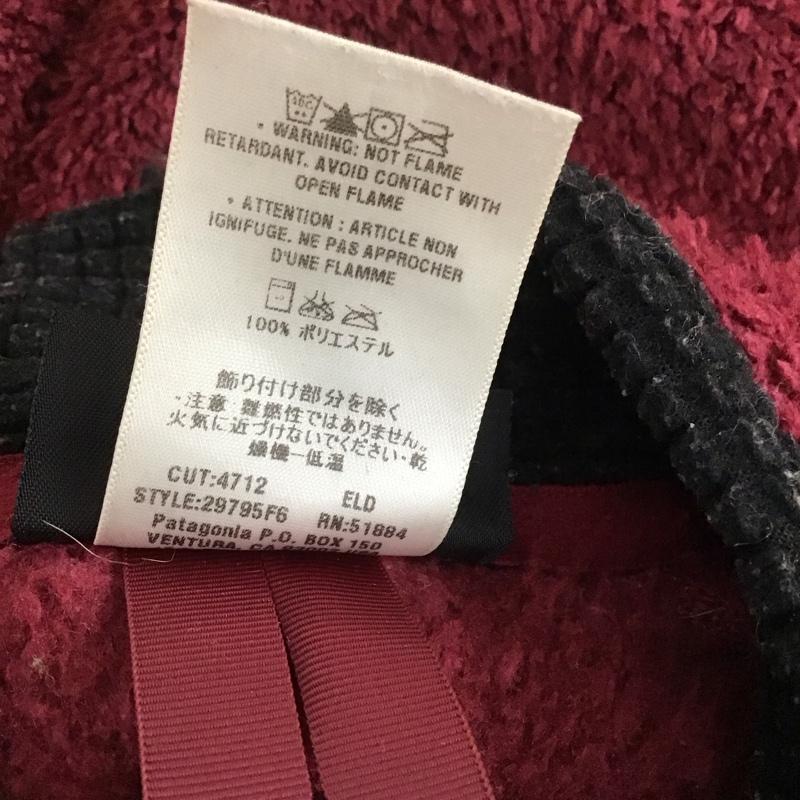 • WARNING: NOT FLAME
RETARDANT. AVOID CONTACT WITH
OPEN FLAME
• ATTENTION : ARTICLE NON
IGNIFUGE. NE PAS APPROCHER
D'UNE FLAMME
100% ポリエステル
飾り付け部分を除く
・注意 難燃性ではありません。
火気に近づけないでください・乾
燥機一低温
CUT:4712 ELD
STYLE:29795F6 RN:51884
Patagonia P.O. BOX 150
VENTURA, CA